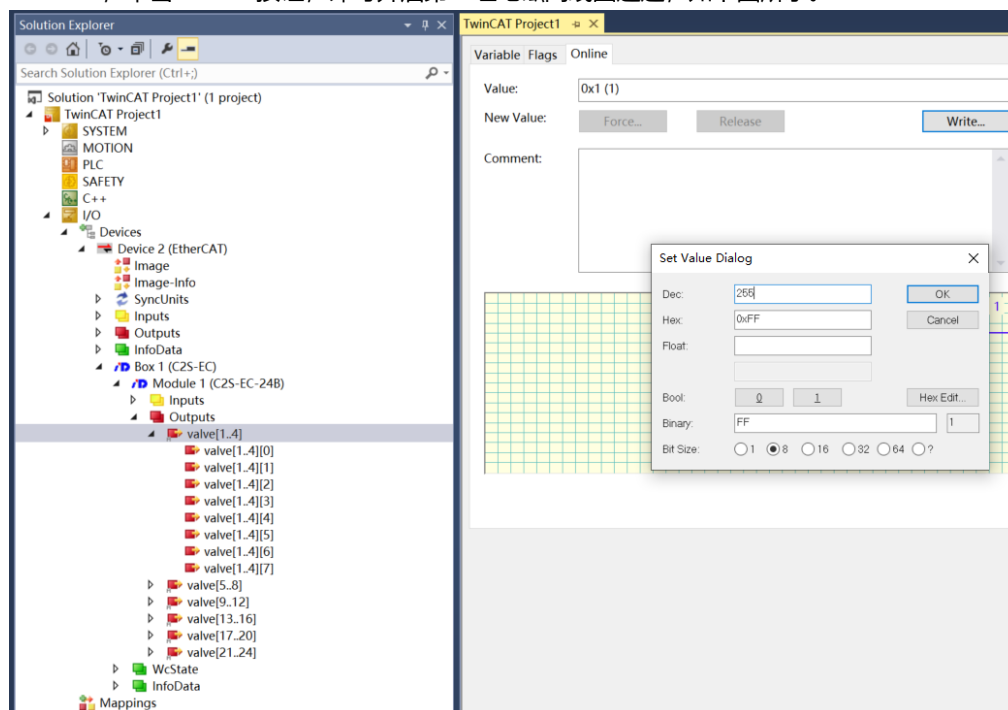 Solution Explorer
Search Solution Explorer (Ctrl+;)
Solution 'TwinCAT Project1' (1 project)
TwinCAT Project1
SYSTEM
MOTION
PLC
SAFETY
C++
I/O
Devices
Device 2 (EtherCAT)
Image
Image-Info
SyncUnits
Inputs
Outputs
InfoData
Box 1 (C2S-EC)
Module 1 (C2S-EC-24B)
Inputs
Outputs
valve[1..4]
valve[1..4][0]
valve[1..4][1]
valve[1..4][2]
valve[1..4][3]
valve[1..4][4]
valve[1..4][5]
valve[1..4][6]
valve[1..4][7]
valve[5..8]
valve[9..12]
valve[13..16]
valve[17..20]
valve[21..24]
WcState
InfoData
Mappings
TwinCAT Project1
Variable Flags Online
Value: 0x1 (1)
New Value: Force... Release Write...
Comment:
Set Value Dialog
Dec: 255 OK
Hex: 0xFF Cancel
Float:
Bool: 0 1 Hex Edit...
Binary: FF 1
Bit Size: 1 8 16 32 64 ?
1